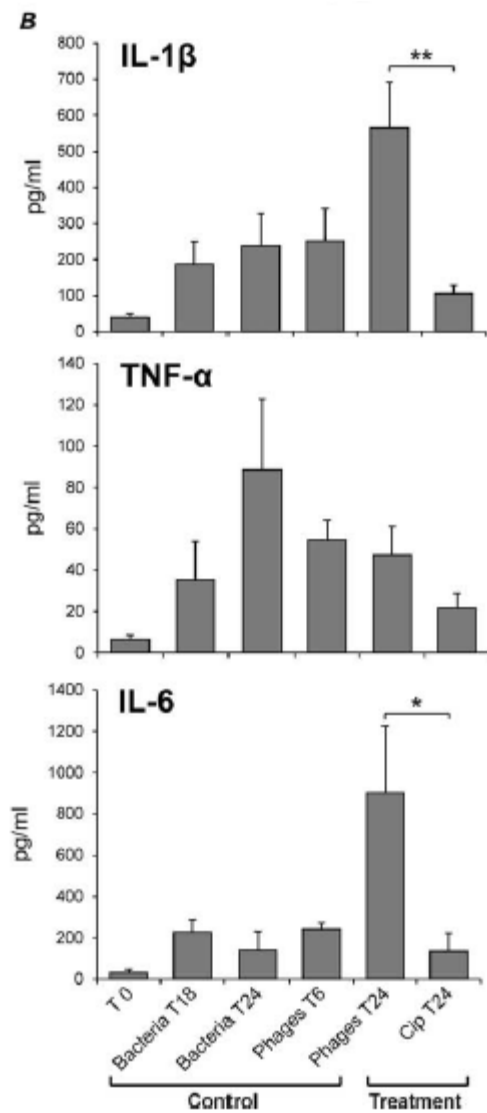 B
IL-1β
**
800
700
600
500
400
300
200
100
0
pg/ml
TNF-α
140
120
100
80
60
40
20
0
pg/ml
IL-6
*
1400
1200
1000
800
600
400
200
0
pg/ml
T 0
Bacteria T18
Bacteria T24
Phages T6
Phages T24
Cip T24
Control
Treatment